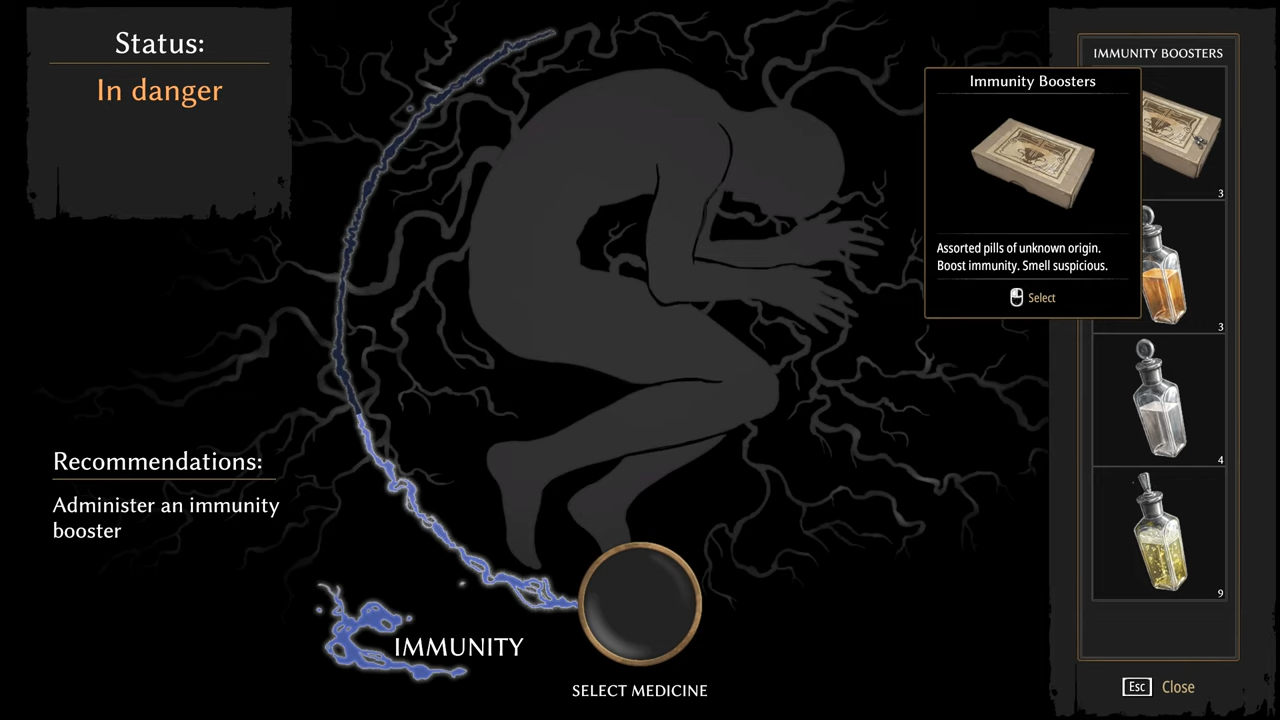 Status:
In danger
Recommendations:
Administer an immunity
booster
IMMUNITY
SELECT MEDICINE
Immunity Boosters
Assorted pills of unknown origin.
Boost immunity. Smell suspicious.
Select
IMMUNITY BOOSTERS
3
3
4
9
Esc Close